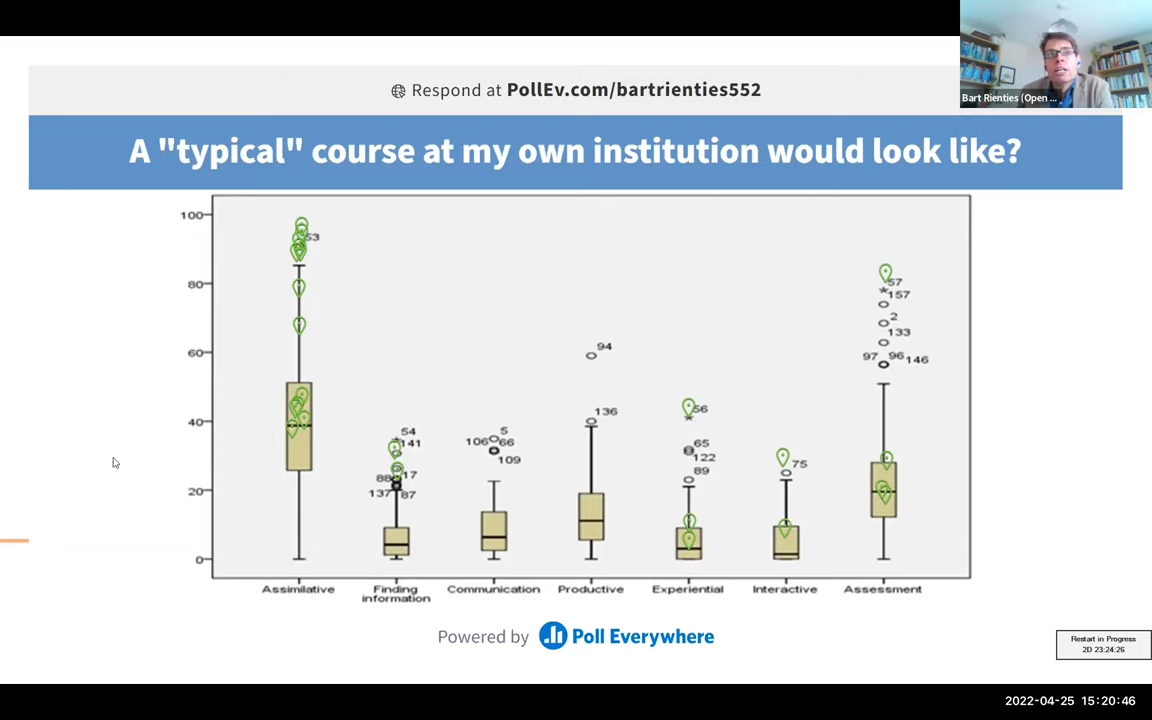 Respond at PollEv.com/bartrienties552
Bart Rienties (Open ...
A "typical" course at my own institution would look like?
100
53
80
57
157
2
133
60
94
97 96 146
136
56
40
54
141
5
106 66
109
65
122
89
75
88 17
137 87
20
0
Assimilative
Finding information
Communication
Productive
Experiential
Interactive
Assessment
Powered by Poll Everywhere
Restart in Progress
2D 23:24:26
2022-04-25 15:20:46